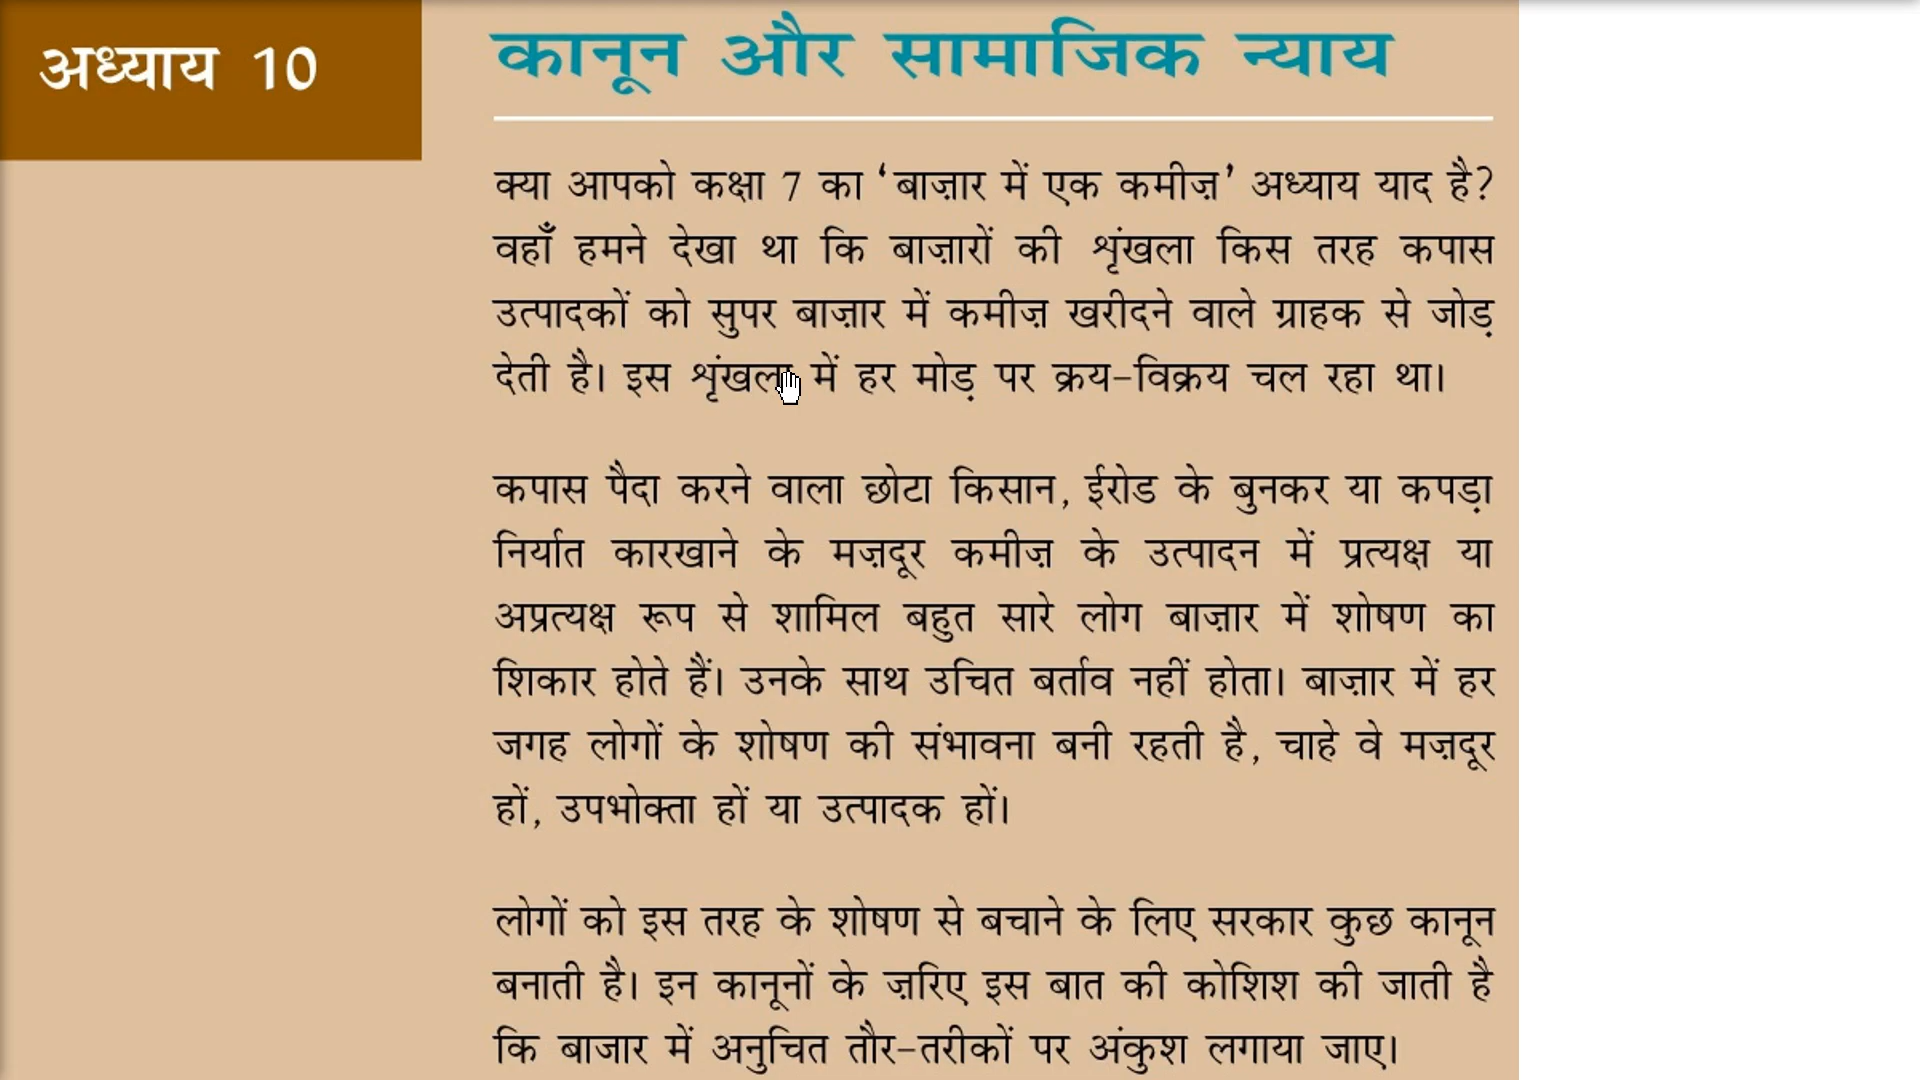 अध्याय 10
कानून और सामाजिक न्याय
क्या आपको कक्षा 7 का ‘बाज़ार में एक कमीज़’ अध्याय याद है?
वहाँ हमने देखा था कि बाज़ारों की शृंखला किस तरह कपास
उत्पादकों को सुपर बाज़ार में कमीज़ खरीदने वाले ग्राहक से जोड़
देती है। इस शृंखला में हर मोड़ पर क्रय–विक्रय चल रहा था।
कपास पैदा करने वाला छोटा किसान, ईरोड के बुनकर या कपड़ा
निर्यात कारखाने के मज़दूर कमीज़ के उत्पादन में प्रत्यक्ष या
अप्रत्यक्ष रूप से शामिल बहुत सारे लोग बाज़ार में शोषण का
शिकार होते हैं। उनके साथ उचित बर्ताव नहीं होता। बाज़ार में हर
जगह लोगों के शोषण की संभावना बनी रहती है, चाहे वे मज़दूर
हों, उपभोक्ता हों या उत्पादक हों।
लोगों को इस तरह के शोषण से बचाने के लिए सरकार कुछ कानून
बनाती है। इन कानूनों के ज़रिए इस बात की कोशिश की जाती है
कि बाजार में अनुचित तौर–तरीकों पर अंकुश लगाया जाए।